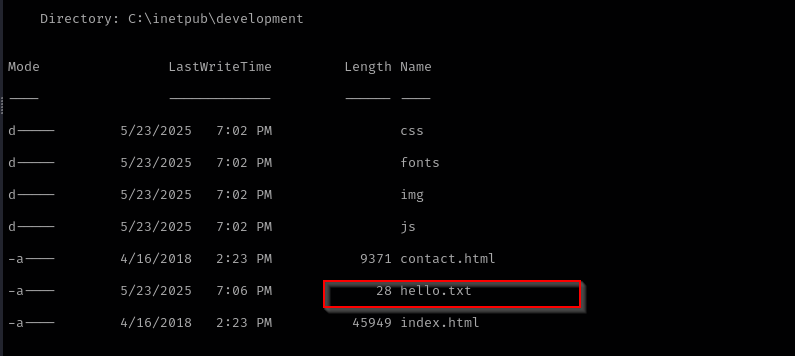 Directory: C:\inetpub\development
Mode LastWriteTime Length Name
---- ------------- ------ ----
d----- 5/23/2025 7:02 PM css
d----- 5/23/2025 7:02 PM fonts
d----- 5/23/2025 7:02 PM img
d----- 5/23/2025 7:02 PM js
-a---- 4/16/2018 2:23 PM 9371 contact.html
-a---- 5/23/2025 7:06 PM 28 hello.txt
-a---- 4/16/2018 2:23 PM 45949 index.html